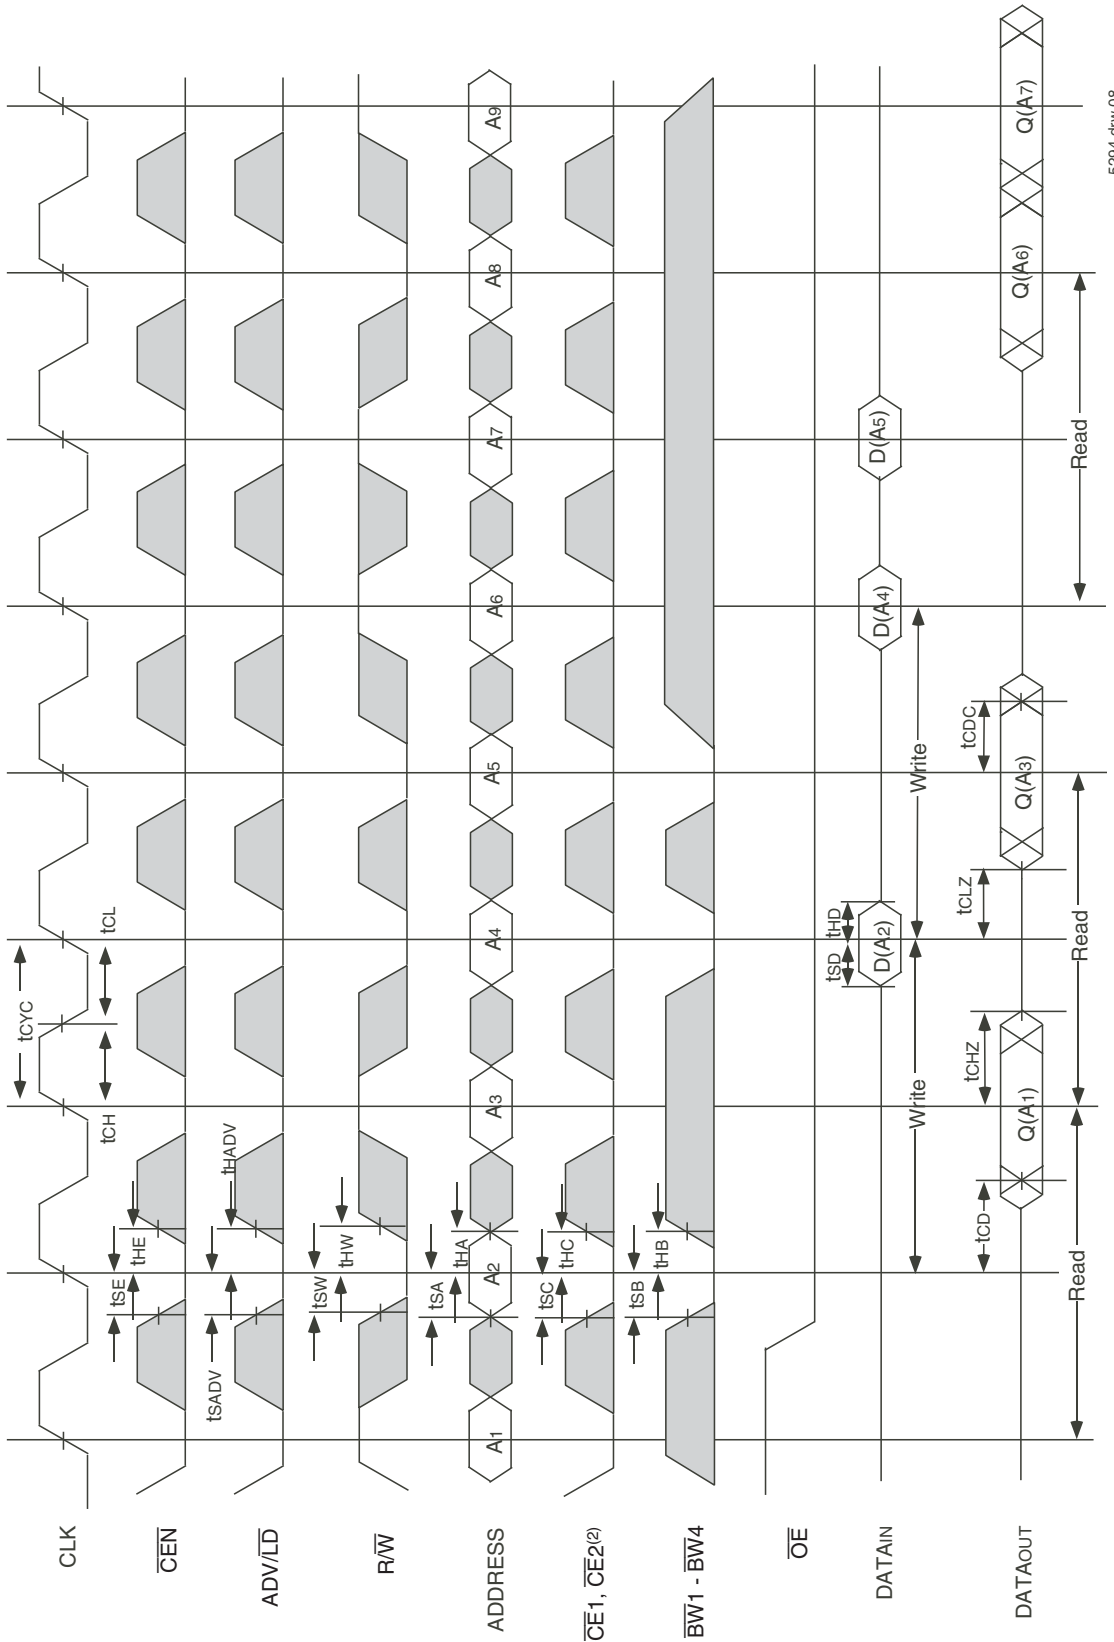 tCYC
tCH
tCL
CLK
tSE
tHE
CEN
tSADV
tHADV
ADV/LD
tSW
tHW
R/W
tSA
tHA
ADDRESS
A1
A2
A3
A4
A5
A6
A7
A8
A9
tSC
tHC
CE1, CE2(2)
tSB
tHB
BW1 - BW4
OE
tSD
tHD
DATAIN
D(A2)
D(A4)
D(A5)
Write
Write
tCD
tCHZ
tCLZ
tCDC
DATAOUT
Q(A1)
Q(A3)
Q(A6)
Q(A7)
Read
Read
Read